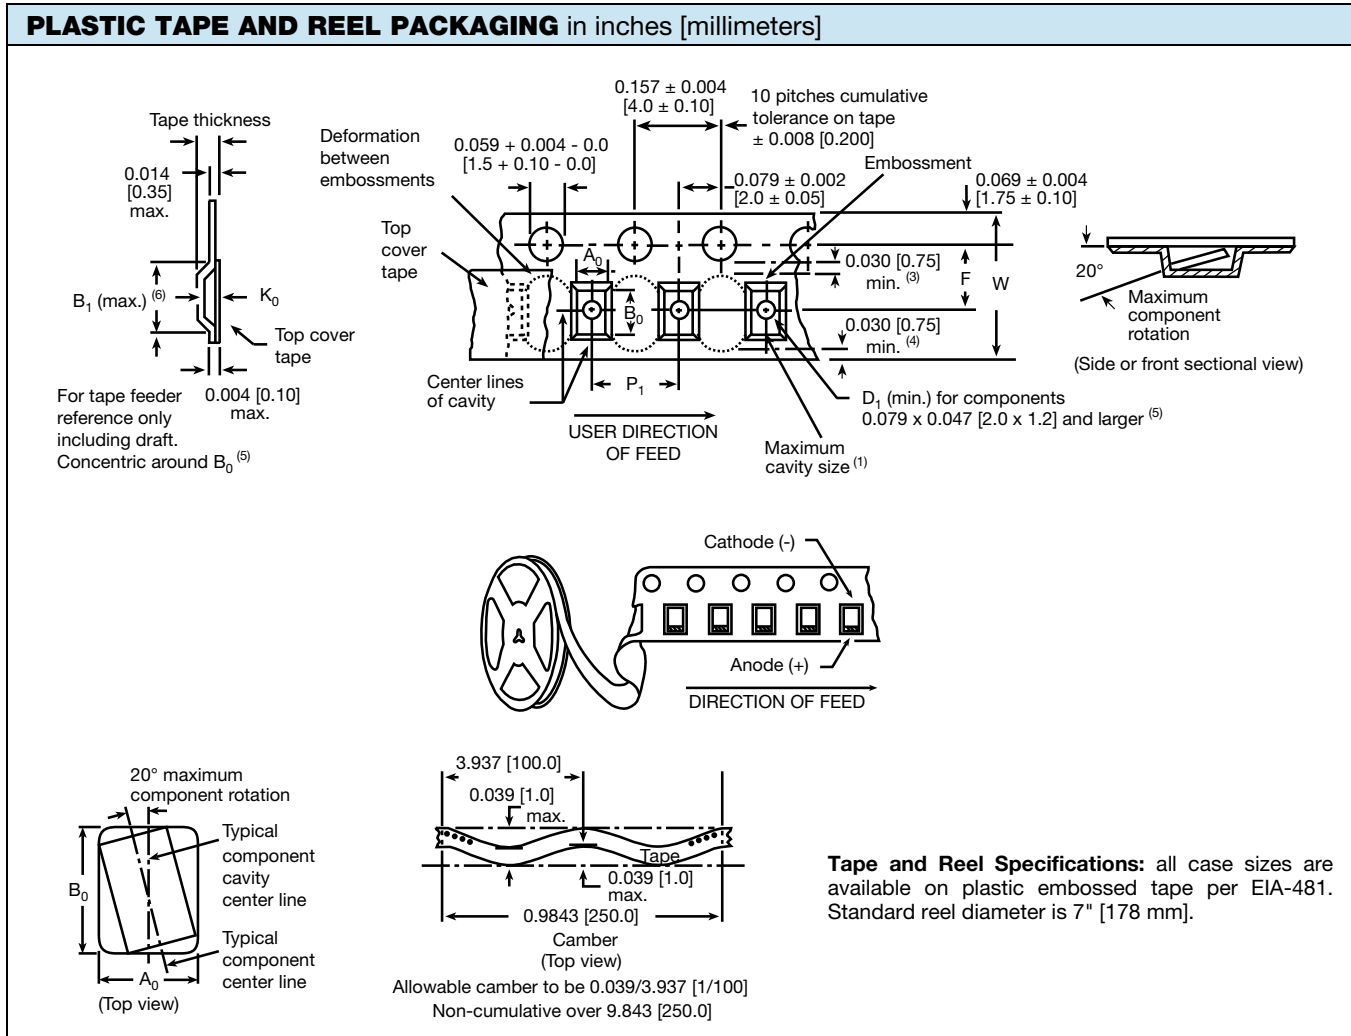 PLASTIC TAPE AND REEL PACKAGING in inches [millimeters]
Tape thickness
0.014
[0.35]
max.
B1 (max.) (6)
K0
Top cover
tape
0.004 [0.10]
max.
For tape feeder
reference only
including draft.
Concentric around B0 (5)
Deformation
between
embossments
Top
cover
tape
0.059 + 0.004 - 0.0
[1.5 + 0.10 - 0.0]
0.157 ± 0.004
[4.0 ± 0.10]
10 pitches cumulative
tolerance on tape
± 0.008 [0.200]
0.079 ± 0.002
[2.0 ± 0.05]
Embossment
0.069 ± 0.004
[1.75 ± 0.10]
A0
B0
0.030 [0.75]
min. (3)
F
W
0.030 [0.75]
min. (4)
Center lines
of cavity
P1
USER DIRECTION
OF FEED
D1 (min.) for components
0.079 x 0.047 [2.0 x 1.2] and larger (5)
Maximum
cavity size (1)
20°
Maximum
component
rotation
(Side or front sectional view)
Cathode (-)
Anode (+)
DIRECTION OF FEED
20° maximum
component rotation
Typical
component
cavity
center line
B0
Typical
component
center line
A0
(Top view)
3.937 [100.0]
0.039 [1.0]
max.
Tape
0.039 [1.0]
max.
0.9843 [250.0]
Camber
(Top view)
Allowable camber to be 0.039/3.937 [1/100]
Non-cumulative over 9.843 [250.0]
Tape and Reel Specifications: all case sizes are
available on plastic embossed tape per EIA-481.
Standard reel diameter is 7" [178 mm].